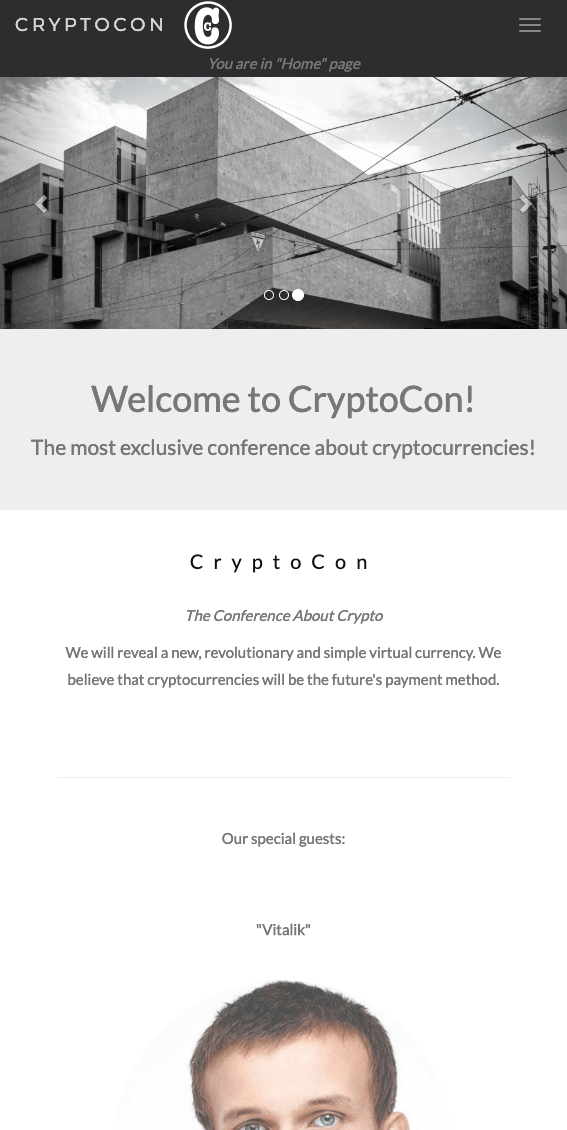 CRYPTOCON
You are in "Home" page
Welcome to CryptoCon!
The most exclusive conference about cryptocurrencies!
CryptoCon
The Conference About Crypto
We will reveal a new, revolutionary and simple virtual currency. We
believe that cryptocurrencies will be the future's payment method.
Our special guests:
"Vitalik"